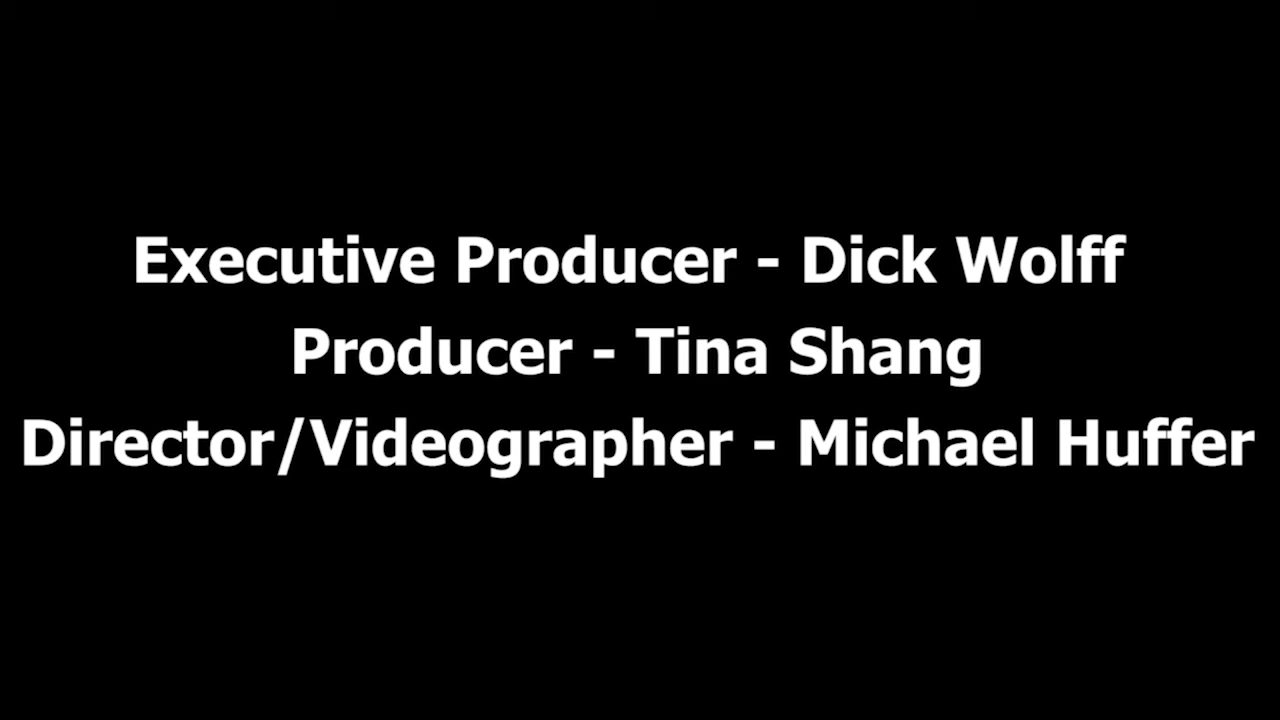 Executive Producer - Dick Wolff
Producer - Tina Shang
Director/Videographer - Michael Huffer